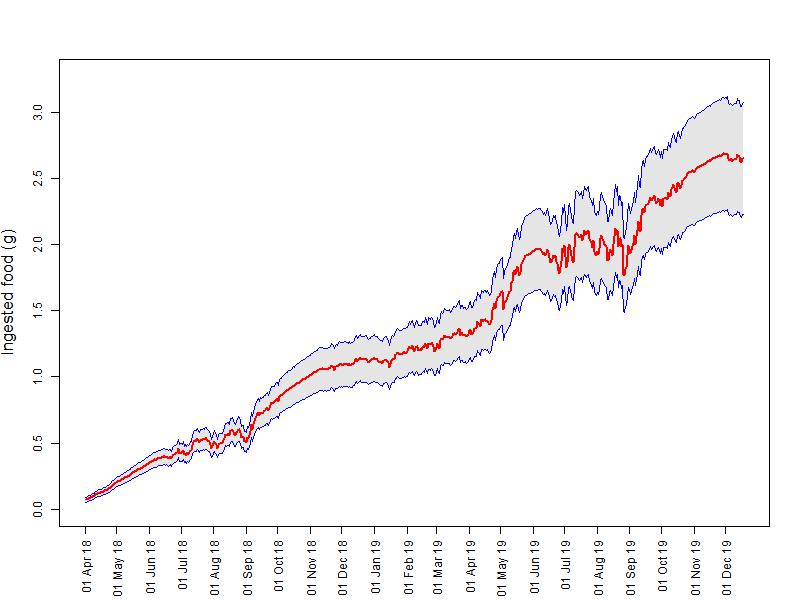 Ingested food (g)
3.0
2.5
2.0
1.5
1.0
0.5
0.0
01 Apr 18
01 May 18
01 Jun 18
01 Jul 18
01 Aug 18
01 Sep 18
01 Oct 18
01 Nov 18
01 Dec 18
01 Jan 19
01 Feb 19
01 Mar 19
01 Apr 19
01 May 19
01 Jun 19
01 Jul 19
01 Aug 19
01 Sep 19
01 Oct 19
01 Nov 19
01 Dec 19